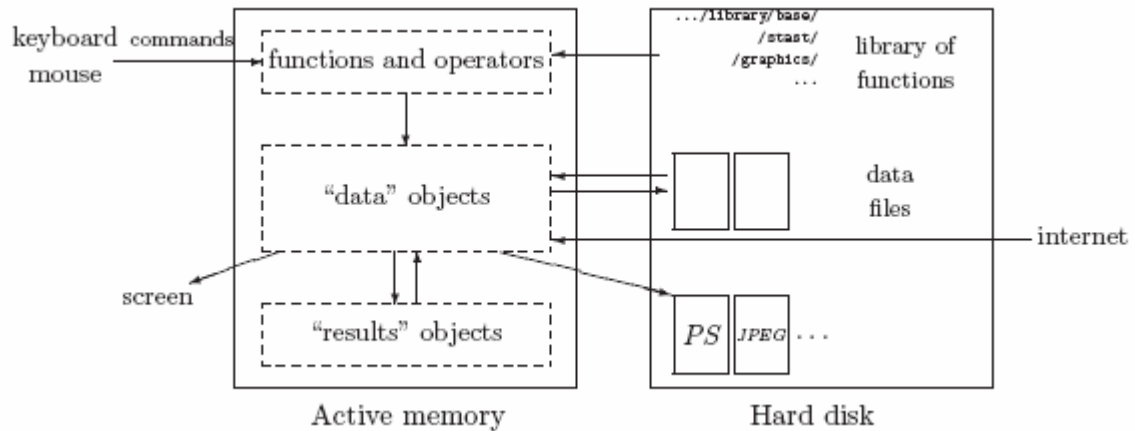 keyboard
mouse
commands
functions and operators
“data” objects
“results” objects
screen
Active memory
.../library/base/
/stast/
/graphics/
...
library of
functions
data
files
internet
PS
JPEG
...
Hard disk